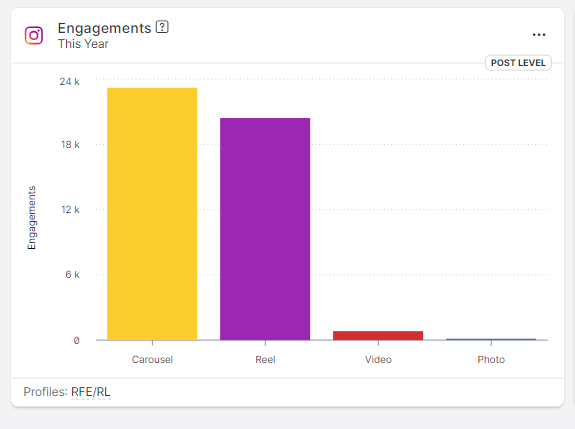 Engagements ?
This Year
POST LEVEL
24 k
18 k
12 k
6 k
0
Engagements
Carousel
Reel
Video
Photo
Profiles: RFE/RL